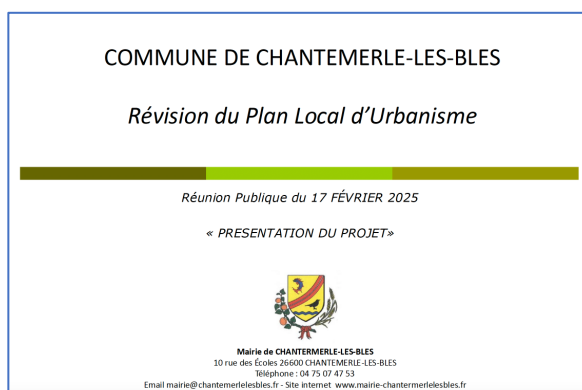 COMMUNE DE CHANTEMERLE-LES-BLES
Révision du Plan Local d’Urbanisme
Réunion Publique du 17 FÉVRIER 2025
« PRESENTATION DU PROJET»
Mairie de CHANTERMERLE-LES-BLES
10 rue des Écoles 26600 CHANTEMERLE-LES-BLES
Téléphone : 04 75 07 47 53
Email mairie@chantemerlelesbles.fr - Site internet www.mairie-chantermerlelesbles.fr